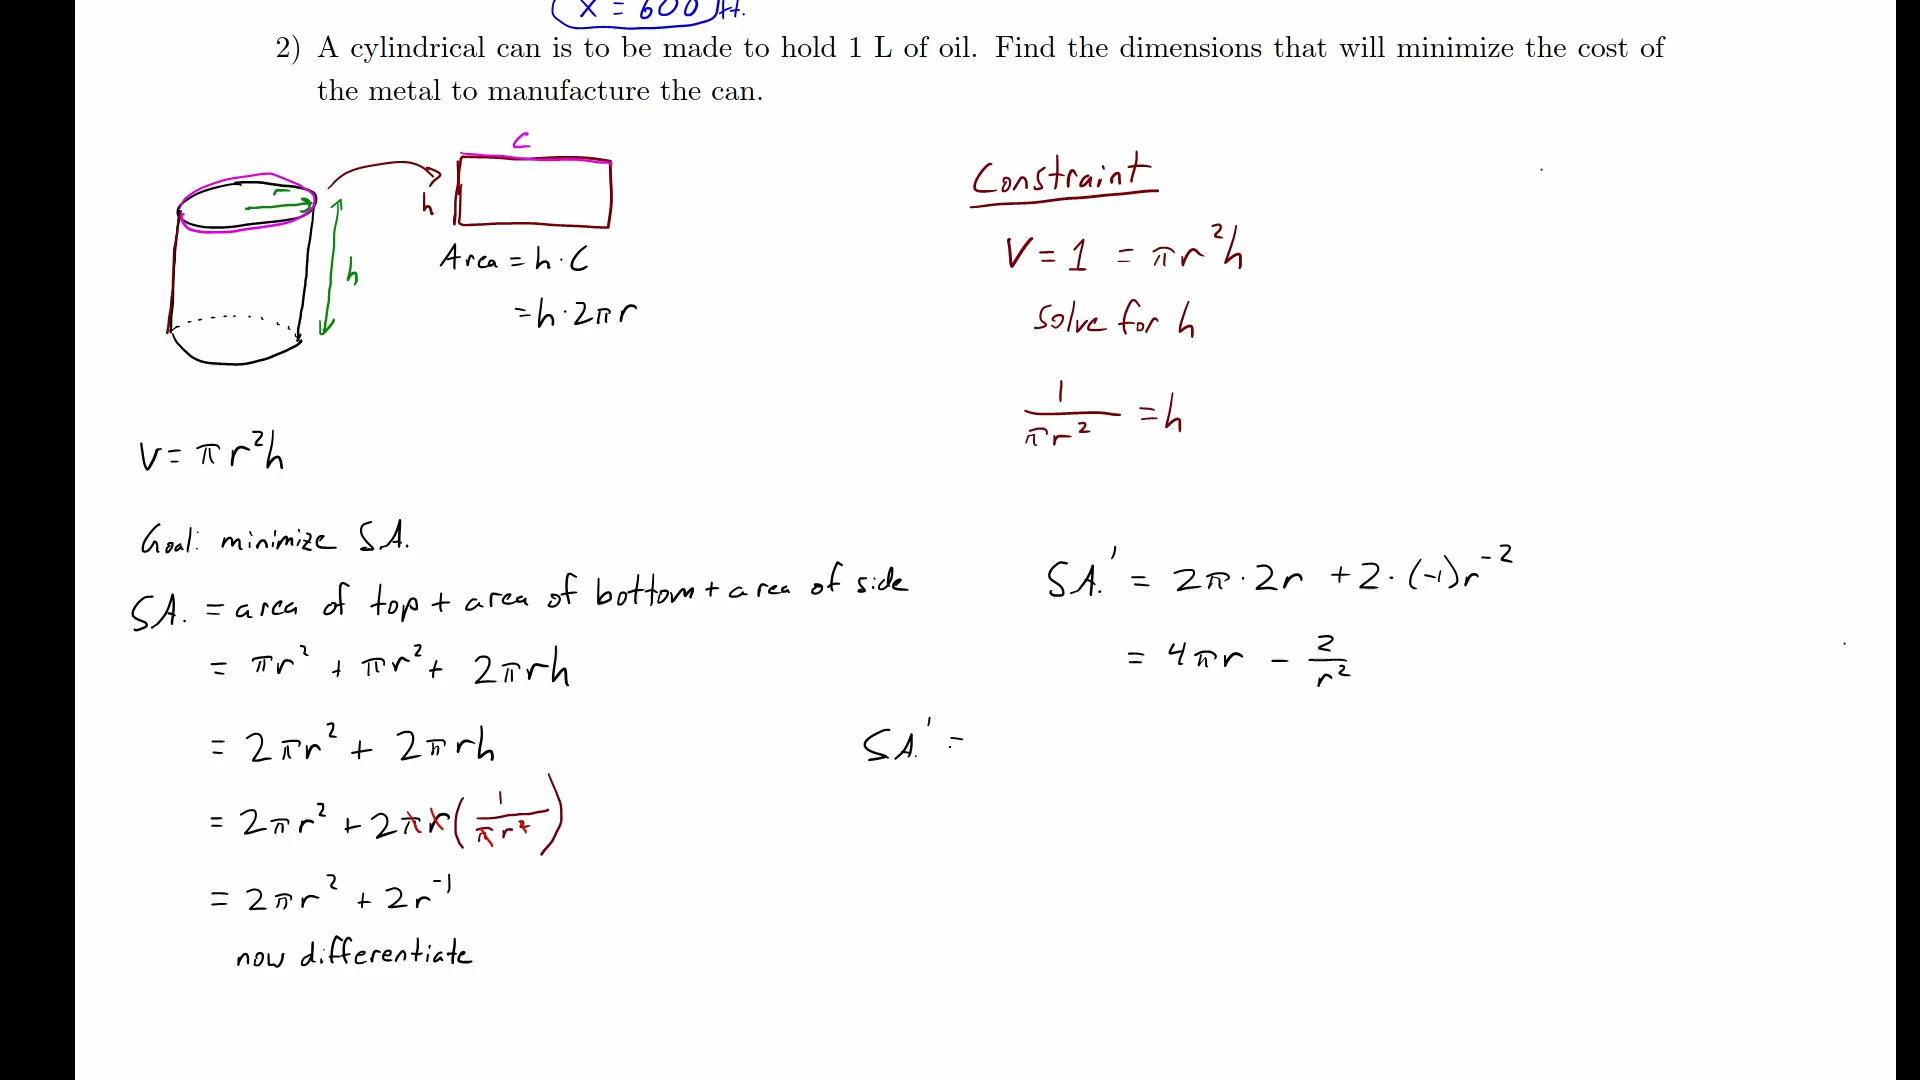 x = 600 ft.
2) A cylindrical can is to be made to hold 1 L of oil. Find the dimensions that will minimize the cost of
the metal to manufacture the can.
r
h
C
h
Area = h · C
= h · 2πr
V = πr²h
Goal: minimize S.A.
S.A. = area of top + area of bottom + area of side
= πr² + πr² + 2πrh
= 2πr² + 2πrh
= 2πr² + 2πr(1/πr²)
= 2πr² + 2r⁻¹
now differentiate
Constraint
V = 1 = πr²h
Solve for h
1/πr² = h
S.A.' = 2π · 2r + 2 · (-1)r⁻²
= 4πr - 2/r²
S.A.' =